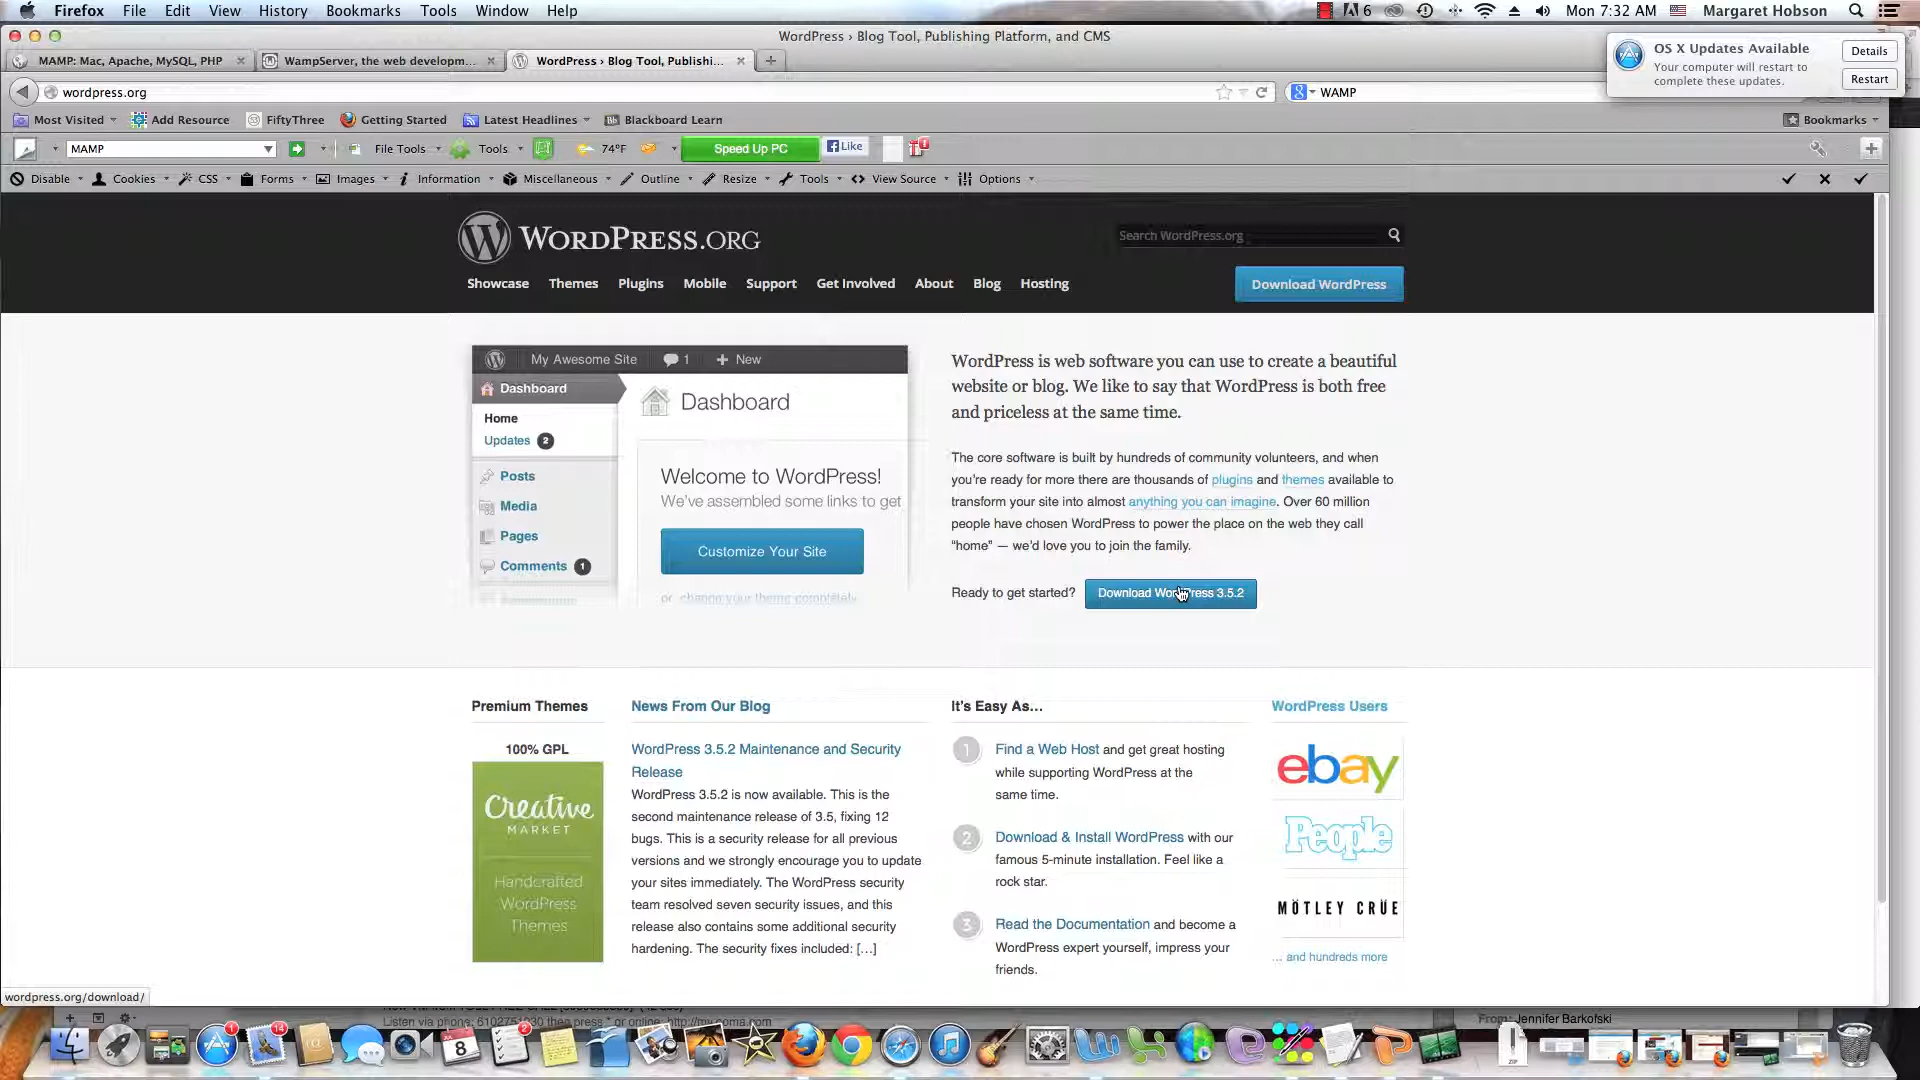 Firefox File Edit View History Bookmarks Tools Window Help
6 Mon 7:32 AM Margaret Hobson
WordPress › Blog Tool, Publishing Platform, and CMS
OS X Updates Available
Your computer will restart to
complete these updates.
Details
Restart
MAMP: Mac, Apache, MySQL, PHP
WampServer, the web developm...
WordPress › Blog Tool, Publishi...
wordpress.org
WAMP
Most Visited Add Resource FiftyThree Getting Started Latest Headlines Blackboard Learn Bookmarks
MAMP File Tools Tools 74°F Speed Up PC Like
Disable Cookies CSS Forms Images Information Miscellaneous Outline Resize Tools View Source Options
WORDPRESS.ORG
Search WordPress.org
Showcase Themes Plugins Mobile Support Get Involved About Blog Hosting
Download WordPress
My Awesome Site 1 + New
Dashboard
Home
Updates 2
Posts
Media
Pages
Comments 1
Dashboard
Welcome to WordPress!
We've assembled some links to get
Customize Your Site
or change your theme completely
WordPress is web software you can use to create a beautiful
website or blog. We like to say that WordPress is both free
and priceless at the same time.
The core software is built by hundreds of community volunteers, and when
you're ready for more there are thousands of plugins and themes available to
transform your site into almost anything you can imagine. Over 60 million
people have chosen WordPress to power the place on the web they call
“home” — we'd love you to join the family.
Ready to get started? Download WordPress 3.5.2
Premium Themes
100% GPL
Creative
MARKET
Handcrafted
WordPress
Themes
News From Our Blog
WordPress 3.5.2 Maintenance and Security
Release
WordPress 3.5.2 is now available. This is the
second maintenance release of 3.5, fixing 12
bugs. This is a security release for all previous
versions and we strongly encourage you to update
your sites immediately. The WordPress security
team resolved seven security issues, and this
release also contains some additional security
hardening. The security fixes included: [...]
It's Easy As...
1 Find a Web Host and get great hosting
while supporting WordPress at the
same time.
2 Download & Install WordPress with our
famous 5-minute installation. Feel like a
rock star.
3 Read the Documentation and become a
WordPress expert yourself, impress your
friends.
WordPress Users
ebay
People
MÖTLEY CRÜE
... and hundreds more
wordpress.org/download/
From: Jennifer Barkofski
1 14 8 2
ZIP